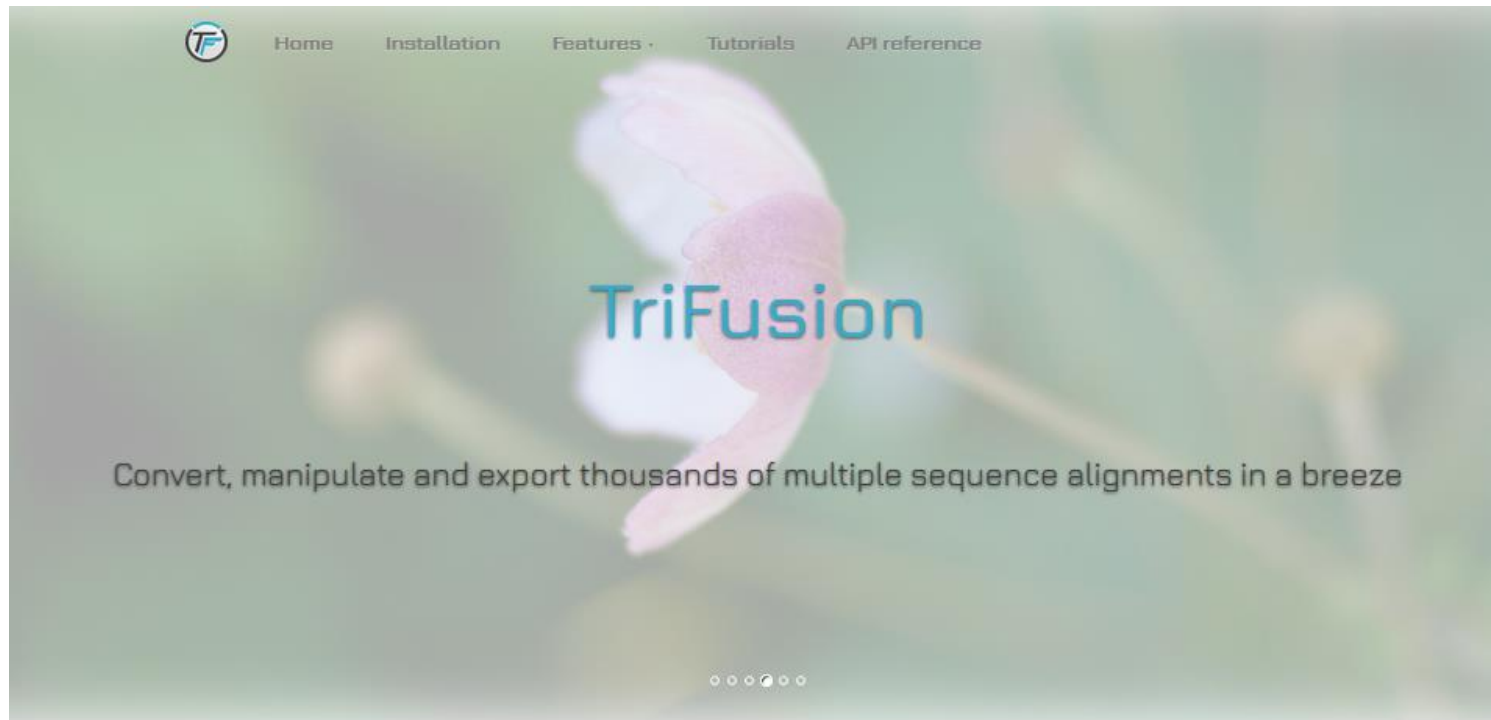 TF Home Installation Features Tutorials API reference
TriFusion
Convert, manipulate and export thousands of multiple sequence alignments in a breeze